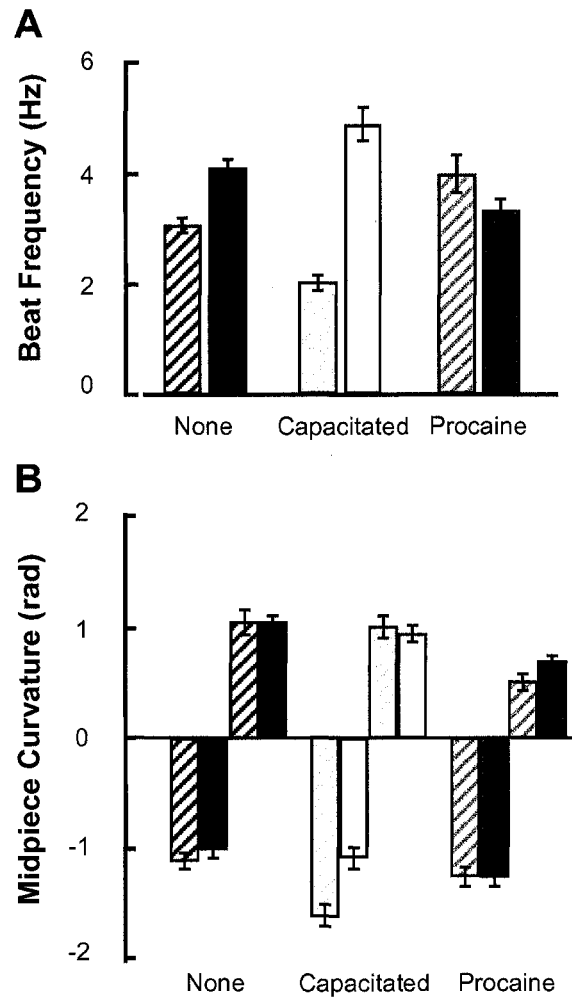 A
Beat Frequency (Hz)
6
4
2
0
None Capacitated Procaine
B
Midpiece Curvature (rad)
2
1
0
-1
-2
None Capacitated Procaine